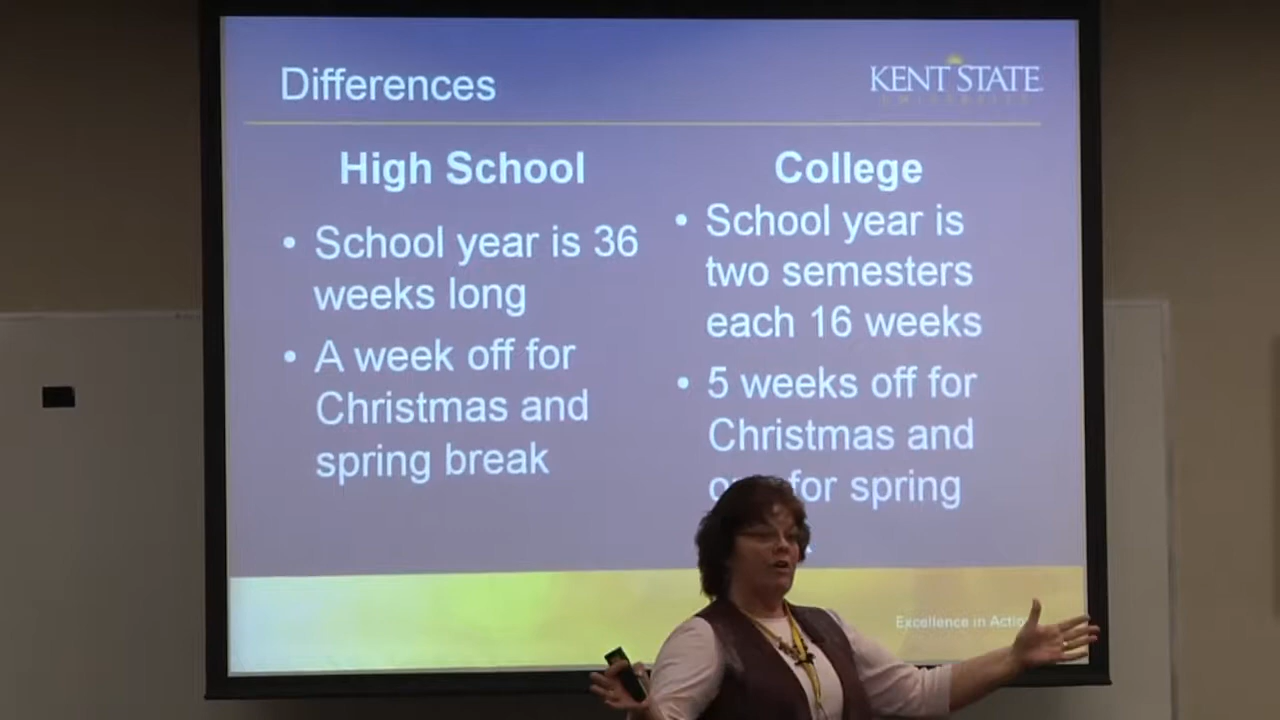 Differences
KENT STATE
UNIVERSITY
High School
• School year is 36
weeks long
• A week off for
Christmas and
spring break
College
• School year is
two semesters
each 16 weeks
• 5 weeks off for
Christmas and
for spring
Excellence in